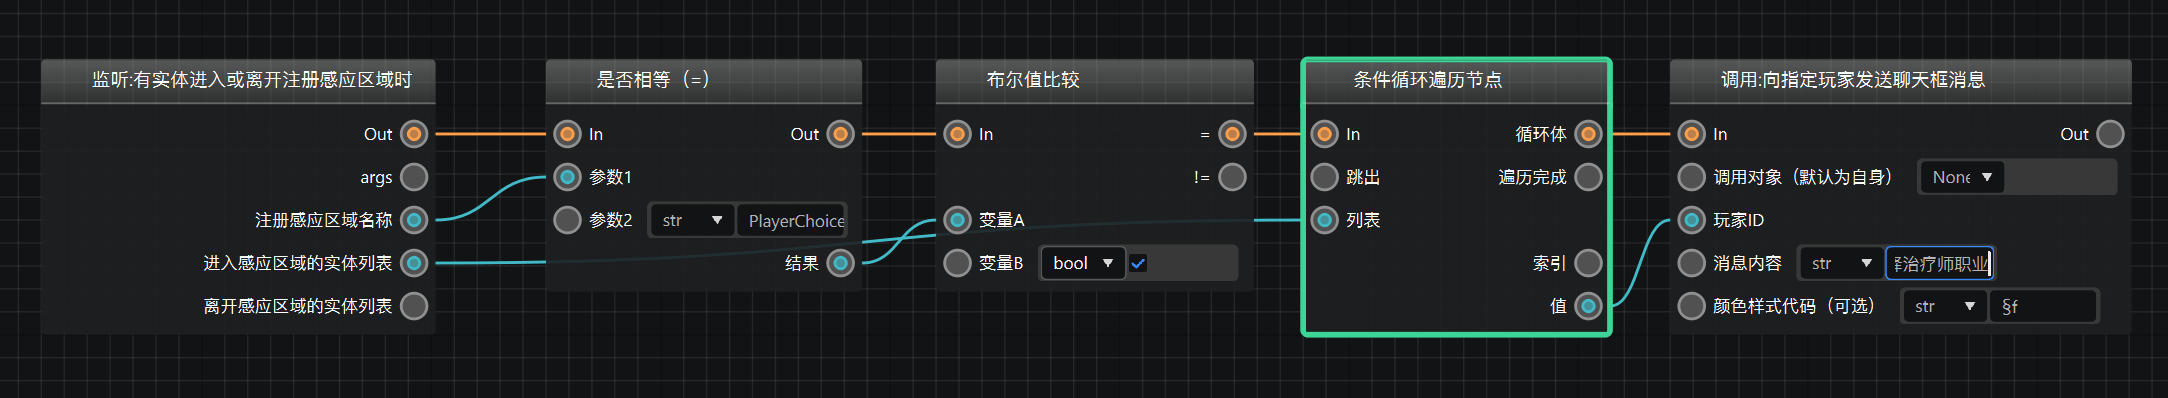 监听:有实体进入或离开注册感应区域时
Out
args
注册感应区域名称
进入感应区域的实体列表
离开感应区域的实体列表
是否相等（=）
In
Out
参数1
参数2
str
PlayerChoice
结果
布尔值比较
In
=
!=
变量A
变量B
bool
条件循环遍历节点
In
循环体
跳出
遍历完成
列表
索引
值
调用:向指定玩家发送聊天框消息
In
Out
调用对象（默认为自身）
None
玩家ID
消息内容
str
治疗师职业
颜色样式代码（可选）
str
§f